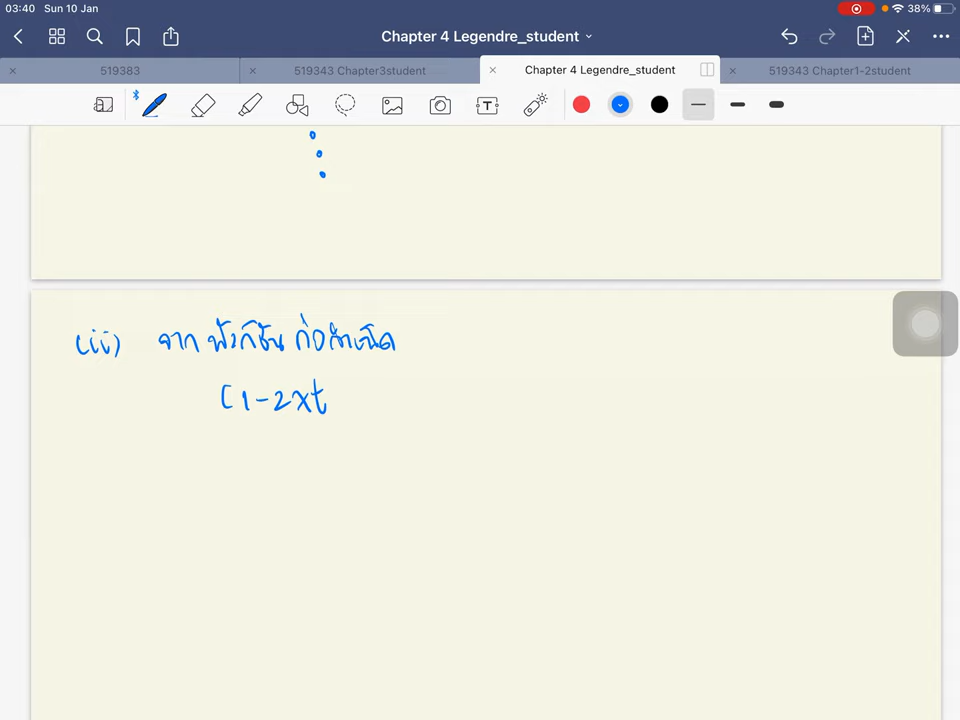 03:40 Sun 10 Jan 38%
Chapter 4 Legendre_student
519383 519343 Chapter3student Chapter 4 Legendre_student 519343 Chapter1-2student
(ii) จาก ฟังก์ชัน ก่อกำเนิด
(1-2xt